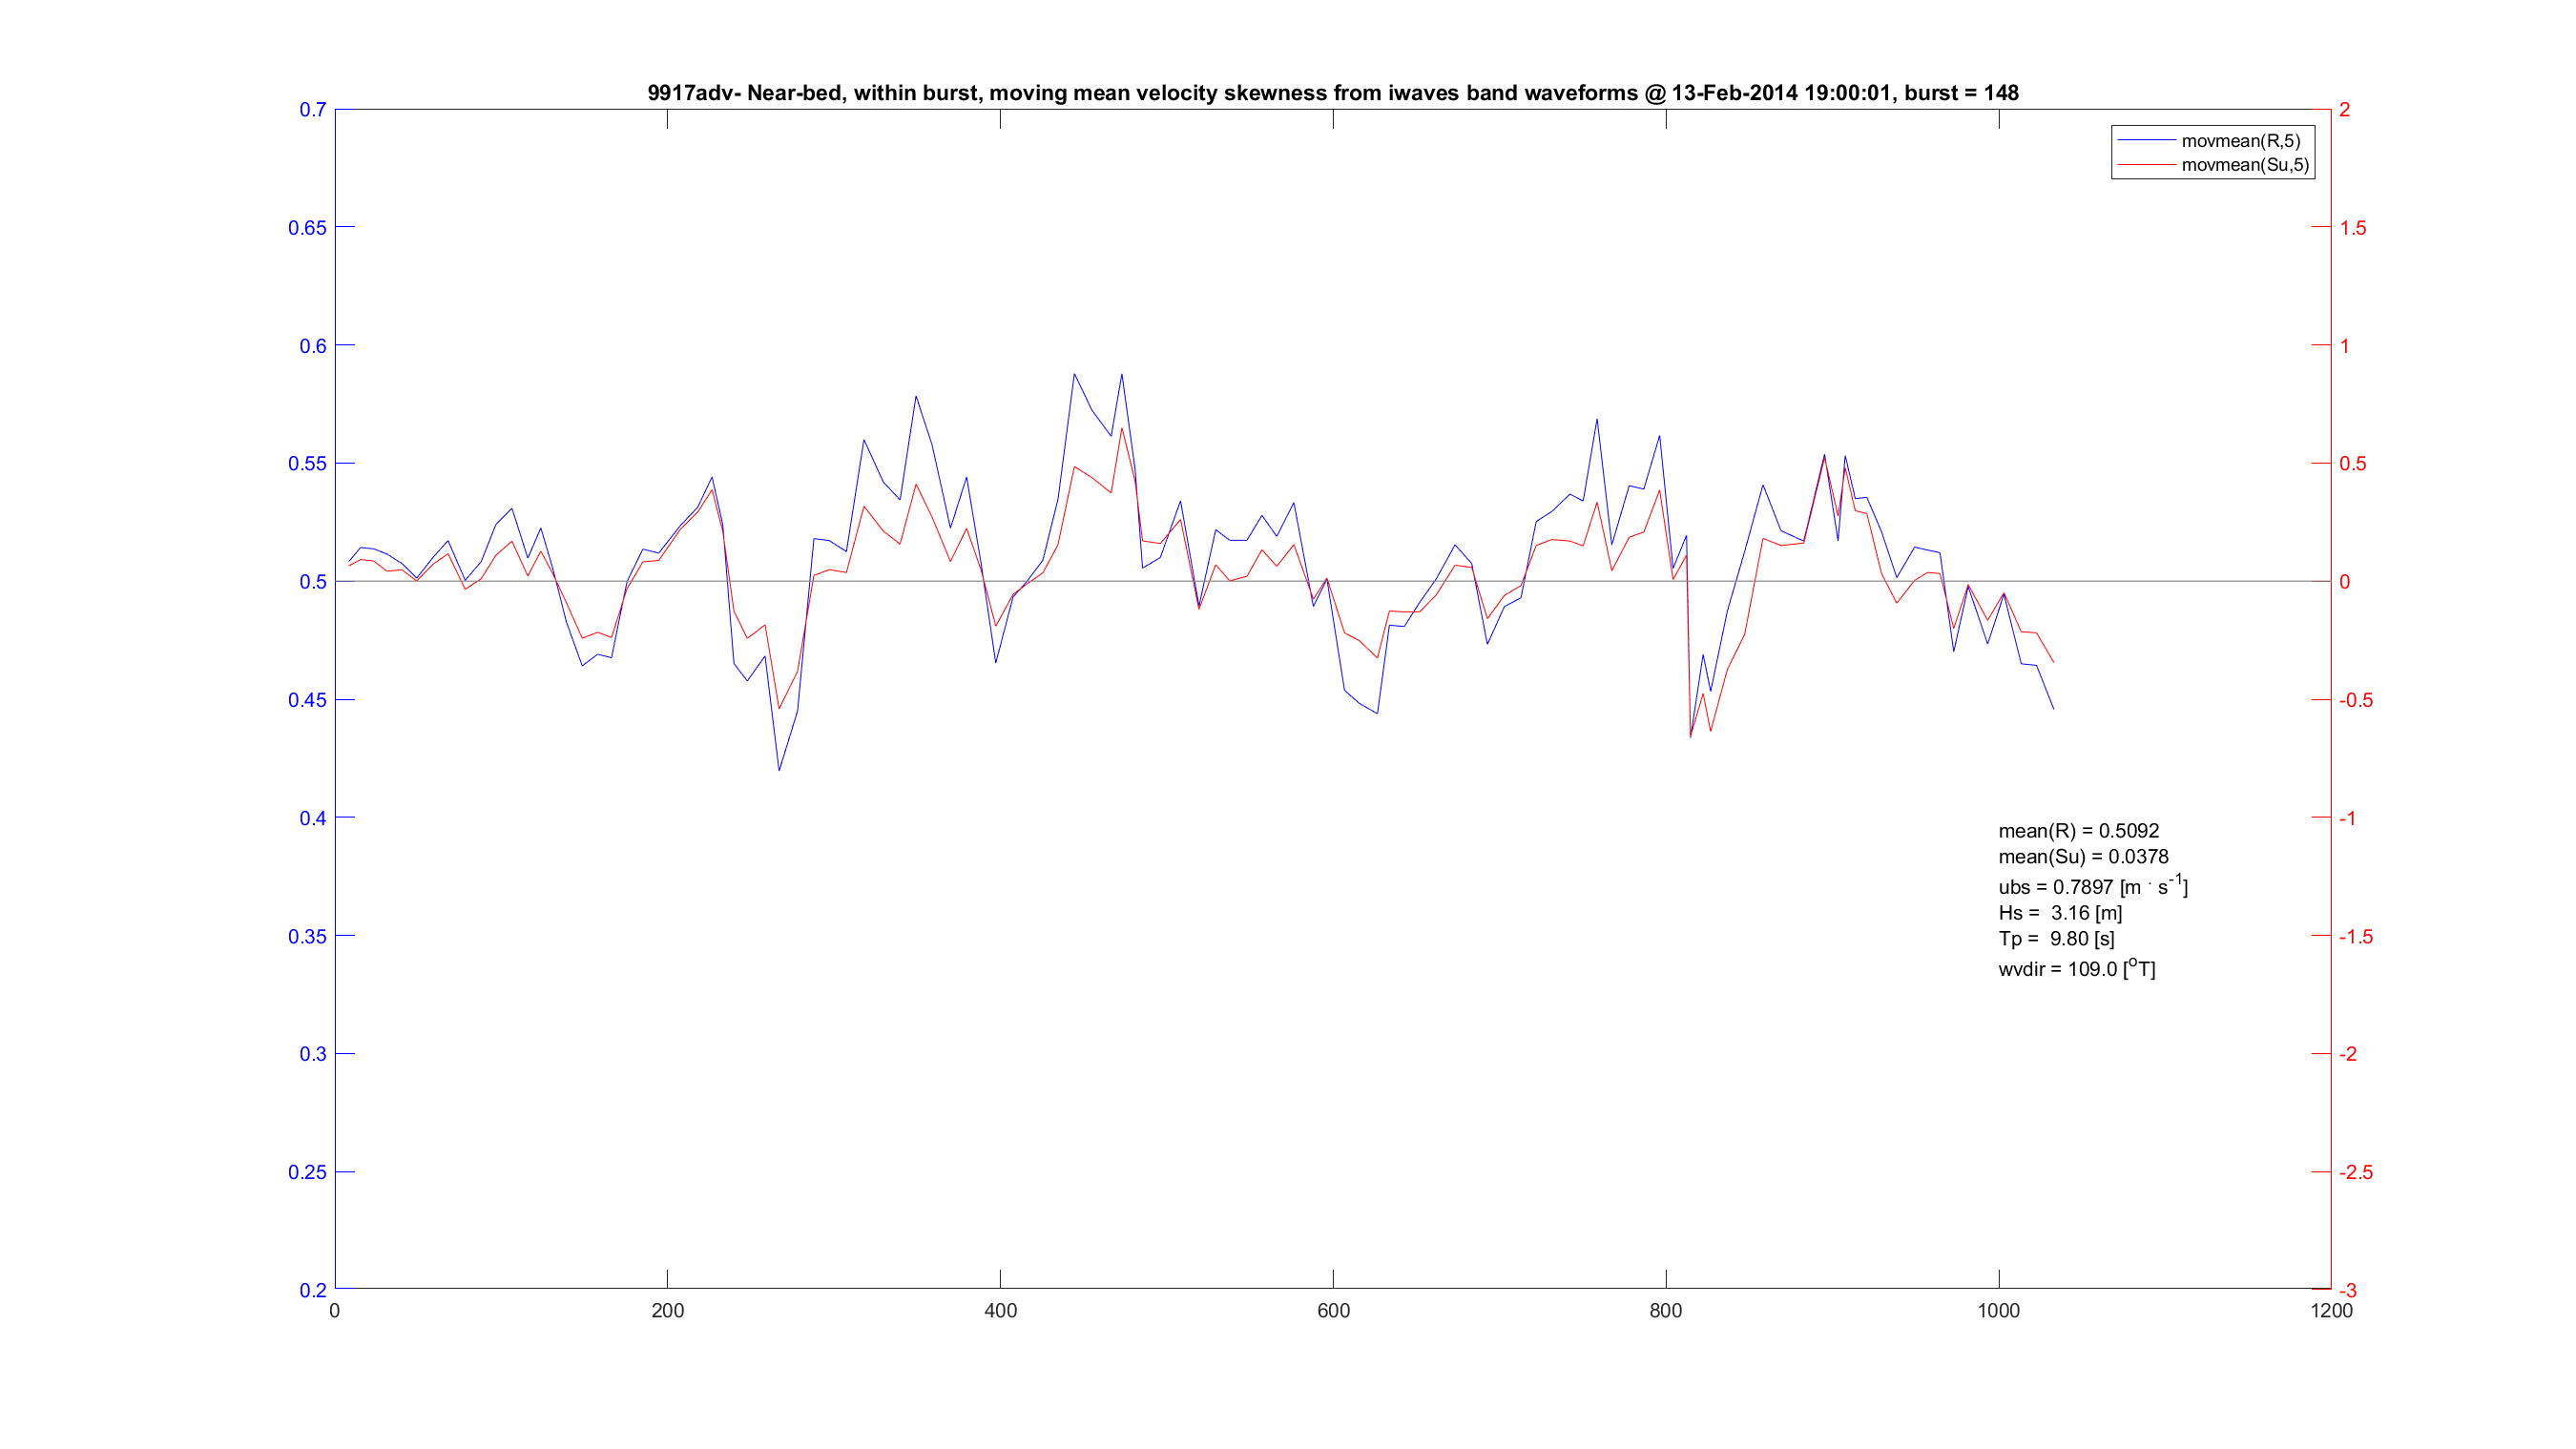 9917adv- Near-bed, within burst, moving mean velocity skewness from iwaves band waveforms @ 13-Feb-2014 19:00:01, burst = 148
0.7
0.65
0.6
0.55
0.5
0.45
0.4
0.35
0.3
0.25
0.2
2
1.5
1
0.5
0
-0.5
-1
-1.5
-2
-2.5
-3
movmean(R,5)
movmean(Su,5)
mean(R) = 0.5092
mean(Su) = 0.0378
ubs = 0.7897 [m · s⁻¹]
Hs = 3.16 [m]
Tp = 9.80 [s]
wvdir = 109.0 [°T]
0 200 400 600 800 1000 1200